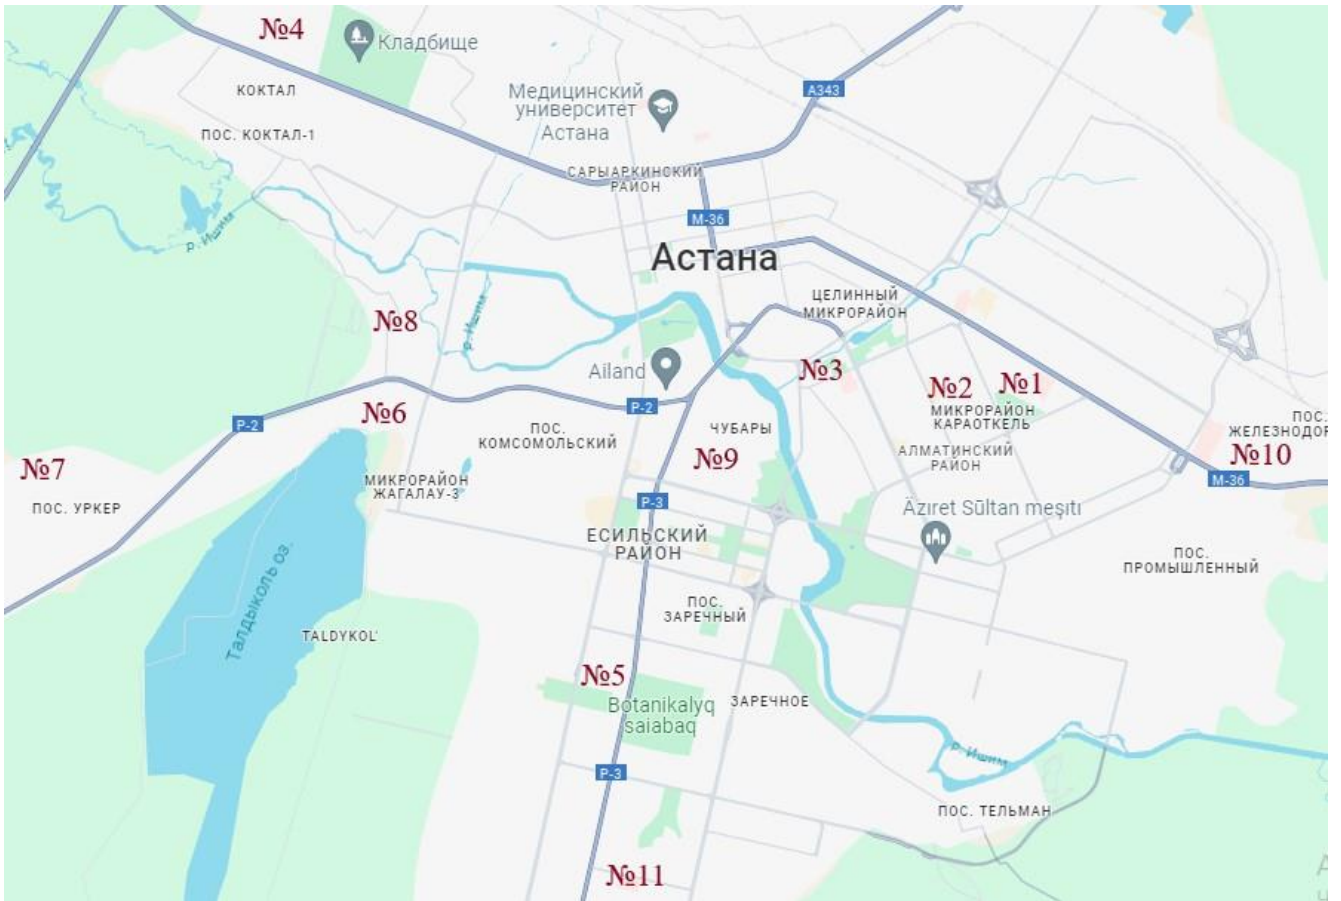 №4
Кладбище
КОКТАЛ
ПОС. КОКТАЛ-1
Медицинский
университет
Астана
A343
САРЫАРКИНСКИЙ
РАЙОН
M-36
р. Ишим
Астана
ЦЕЛИННЫЙ
МИКРОРАЙОН
№8
р. Ишим
Ailand
№3
№2
№1
МИКРОРАЙОН
КАРАОТКЕЛЬ
P-2
№6
P-2
ПОС.
КОМСОМОЛЬСКИЙ
ЧУБАРЫ
№9
АЛМАТИНСКИЙ
РАЙОН
ПОС.
ЖЕЛЕЗНОДОР
№10
M-36
№7
ПОС. УРКЕР
МИКРОРАЙОН
ЖАГАЛАУ-3
P-3
Äzıret Sūltan meşıtı
ЕСИЛЬСКИЙ
РАЙОН
ПОС.
ПРОМЫШЛЕННЫЙ
Талдыколь оз.
TALDYKOL'
ПОС.
ЗАРЕЧНЫЙ
№5
Botanikalyq
saiabaq
ЗАРЕЧНОЕ
P-3
р. Ишим
ПОС. ТЕЛЬМАН
№11